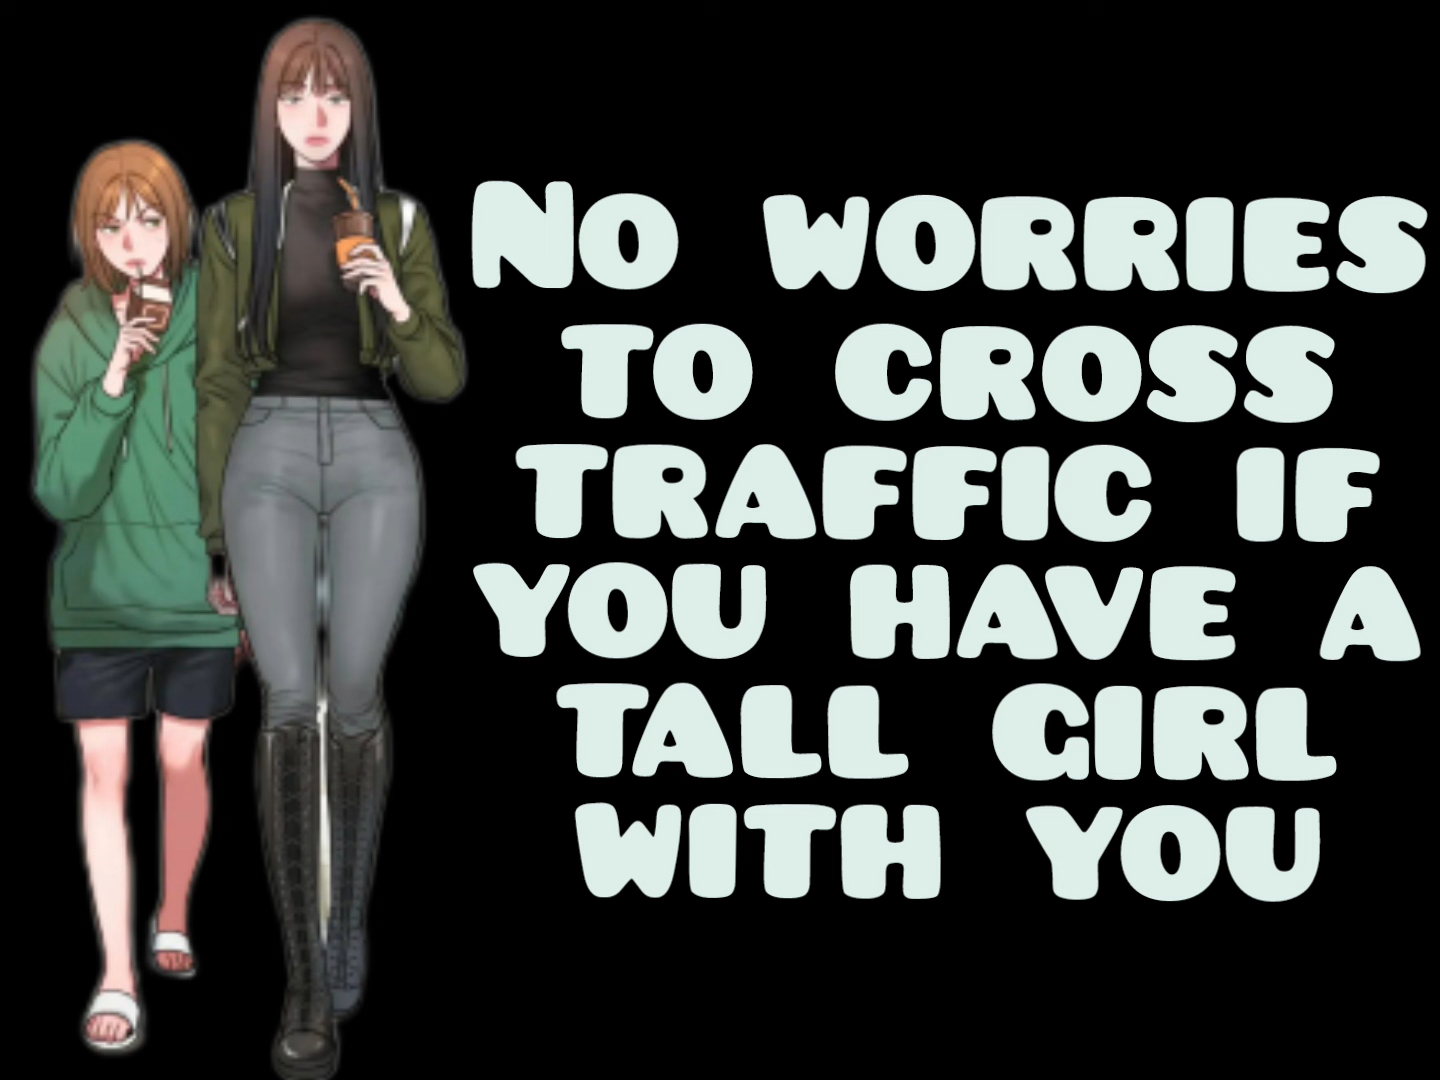 No worries
to cross
traffic if
you have a
tall girl
with you